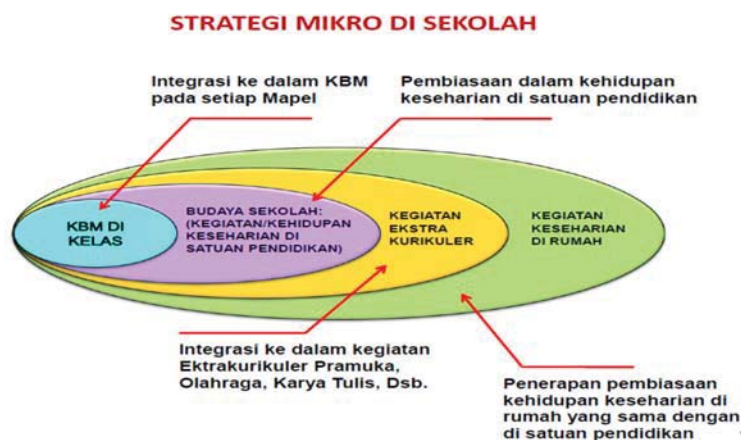 STRATEGI MIKRO DI SEKOLAH
Integrasi ke dalam KBM
pada setiap Mapel
Pembiasaan dalam kehidupan
keseharian di satuan pendidikan
KBM DI
KELAS
BUDAYA SEKOLAH:
(KEGIATAN/KEHIDUPAN
KESEHARIAN DI
SATUAN PENDIDIKAN)
KEGIATAN
EKSTRA
KURIKULER
KEGIATAN
KESEHARIAN
DI RUMAH
Integrasi ke dalam kegiatan
Ektrakurikuler Pramuka,
Olahraga, Karya Tulis, Dsb.
Penerapan pembiasaan
kehidupan keseharian di
rumah yang sama dengan
di satuan pendidikan